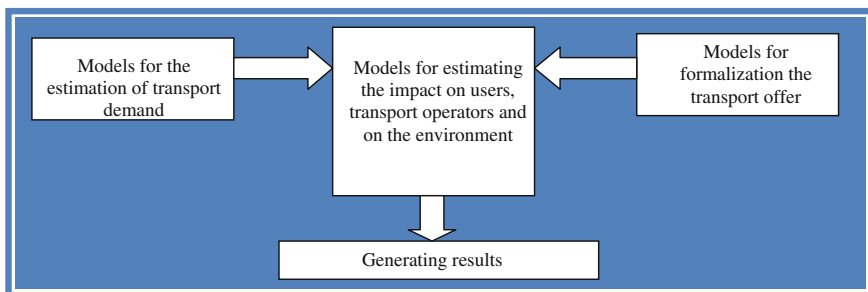 Models for the
estimation of transport
demand
Models for estimating
the impact on users,
transport operators and
on the environment
Models for
formalization the
transport offer
Generating results